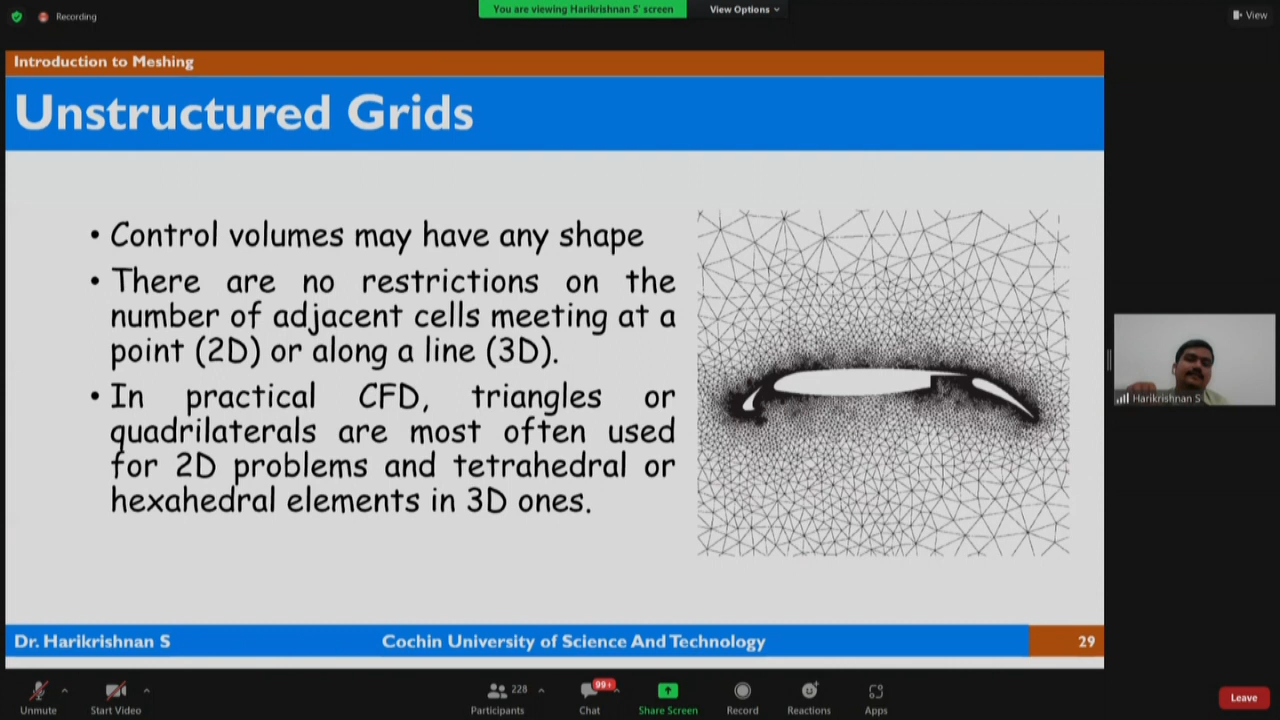 Recording
You are viewing Harikrishnan S' screen
View Options
View
Introduction to Meshing
Unstructured Grids
• Control volumes may have any shape
• There are no restrictions on the
number of adjacent cells meeting at a
point (2D) or along a line (3D).
• In practical CFD, triangles or
quadrilaterals are most often used
for 2D problems and tetrahedral or
hexahedral elements in 3D ones.
Harikrishnan S
Dr. Harikrishnan S
Cochin University of Science And Technology
29
Unmute
Start Video
228
Participants
99+
Chat
Share Screen
Record
Reactions
Apps
Leave